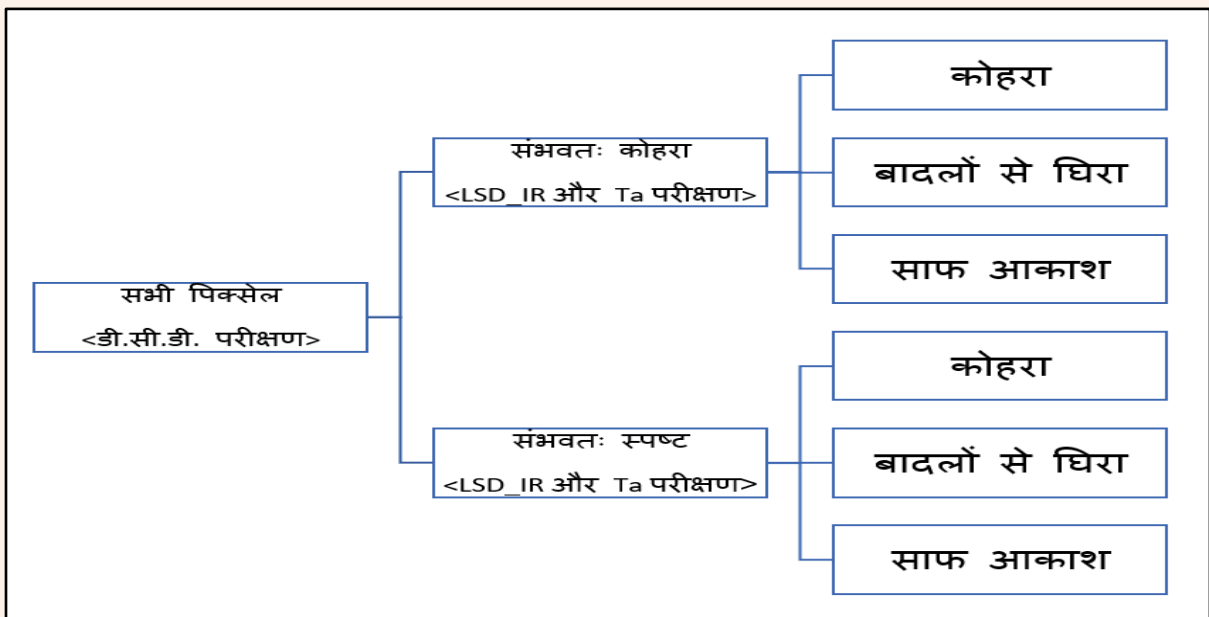 सभी पिक्सेल
<डी.सी.डी. परीक्षण>
संभवतः कोहरा
<LSD_IR और Ta परीक्षण>
कोहरा
बादलों से घिरा
साफ आकाश
संभवतः स्पष्ट
<LSD_IR और Ta परीक्षण>
कोहरा
बादलों से घिरा
साफ आकाश